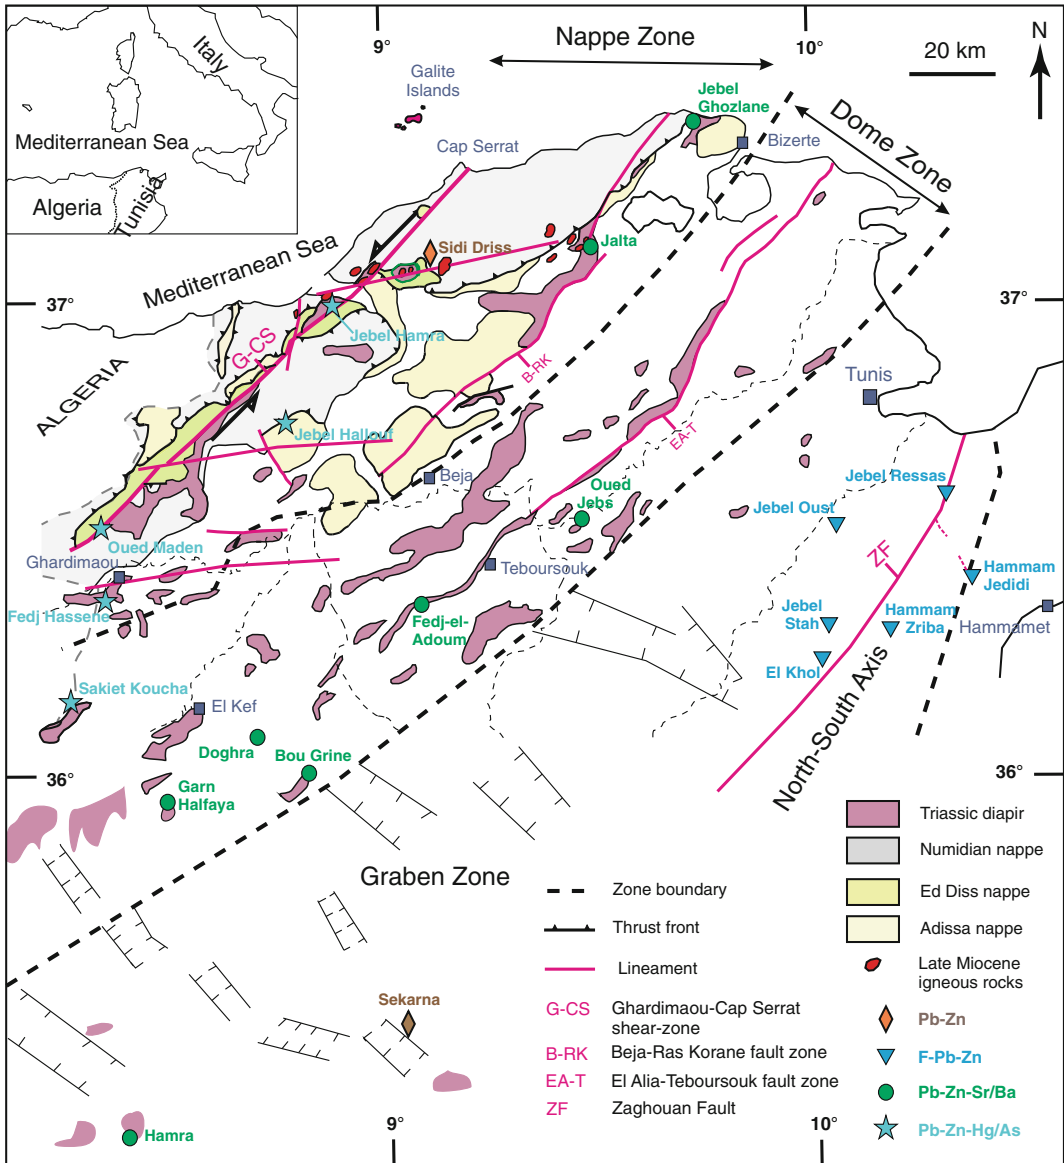 9°
Nappe Zone
10°
20 km
N
Italy
Mediterranean Sea
Algeria
Tunisia
Galite
Islands
Jebel
Ghozlane
Dome Zone
Bizerte
Cap Serrat
Mediterranean Sea
Sidi Driss
Jalta
37°
37°
Jebel Hamra
G-CS
B-RK
ALGERIA
Tunis
Jebel Hallouf
EA-T
Beja
Oued
Jebs
Jebel Ressas
Jebel Oust
Oued Maden
Ghardimaou
Teboursouk
ZF
Hammam
Jedidi
Fedj Hassene
Fedj-el-
Adoum
Jebel
Stah
Hammam
Zriba
Hammamet
El Khol
Sakiet Koucha
El Kef
Doghra
Bou Grine
North-South Axis
36°
36°
Garn
Halfaya
Graben Zone
Sekarna
Hamra
9°
10°
Zone boundary
Thrust front
Lineament
G-CS Ghardimaou-Cap Serrat
shear-zone
B-RK Beja-Ras Korane fault zone
EA-T El Alia-Teboursouk fault zone
ZF Zaghouan Fault
Triassic diapir
Numidian nappe
Ed Diss nappe
Adissa nappe
Late Miocene
igneous rocks
Pb-Zn
F-Pb-Zn
Pb-Zn-Sr/Ba
Pb-Zn-Hg/As